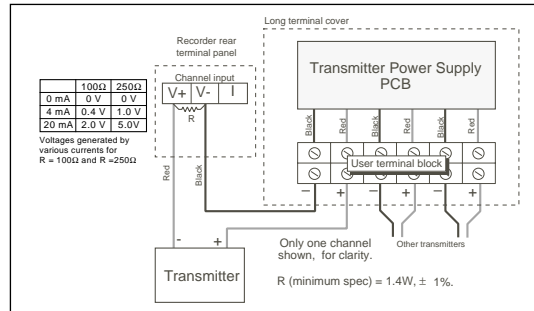 Long terminal cover
Recorder rear
terminal panel
Channel input
V+ V- I
R
Transmitter Power Supply
PCB
100Ω 250Ω
0 mA 0 V 0 V
4 mA 0.4 V 1.0 V
20 mA 2.0 V 5.0V
Voltages generated by
various currents for
R = 100Ω and R =250Ω
Black Red Black Red Black Red
User terminal block
Red Black
− + − + − +
Other transmitters
- +
Transmitter
Only one channel
shown, for clarity.
R (minimum spec) = 1.4W, ± 1%.